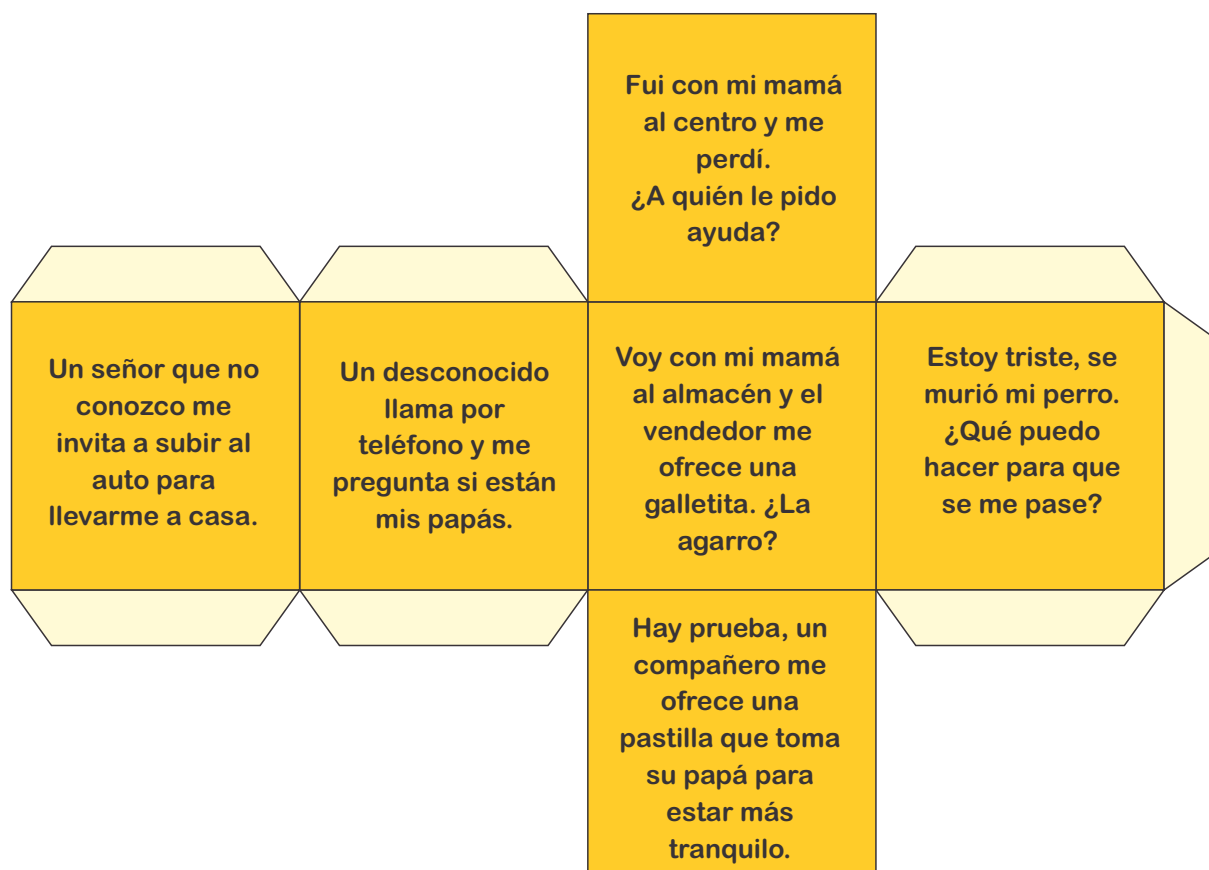 Fui con mi mamá
al centro y me
perdí.
¿A quién le pido
ayuda?
Un señor que no
conozco me
invita a subir al
auto para
llevarme a casa.
Un desconocido
llama por
teléfono y me
pregunta si están
mis papás.
Voy con mi mamá
al almacén y el
vendedor me
ofrece una
galletita. ¿La
agarro?
Estoy triste, se
murió mi perro.
¿Qué puedo
hacer para que
se me pase?
Hay prueba, un
compañero me
ofrece una
pastilla que toma
su papá para
estar más
tranquilo.